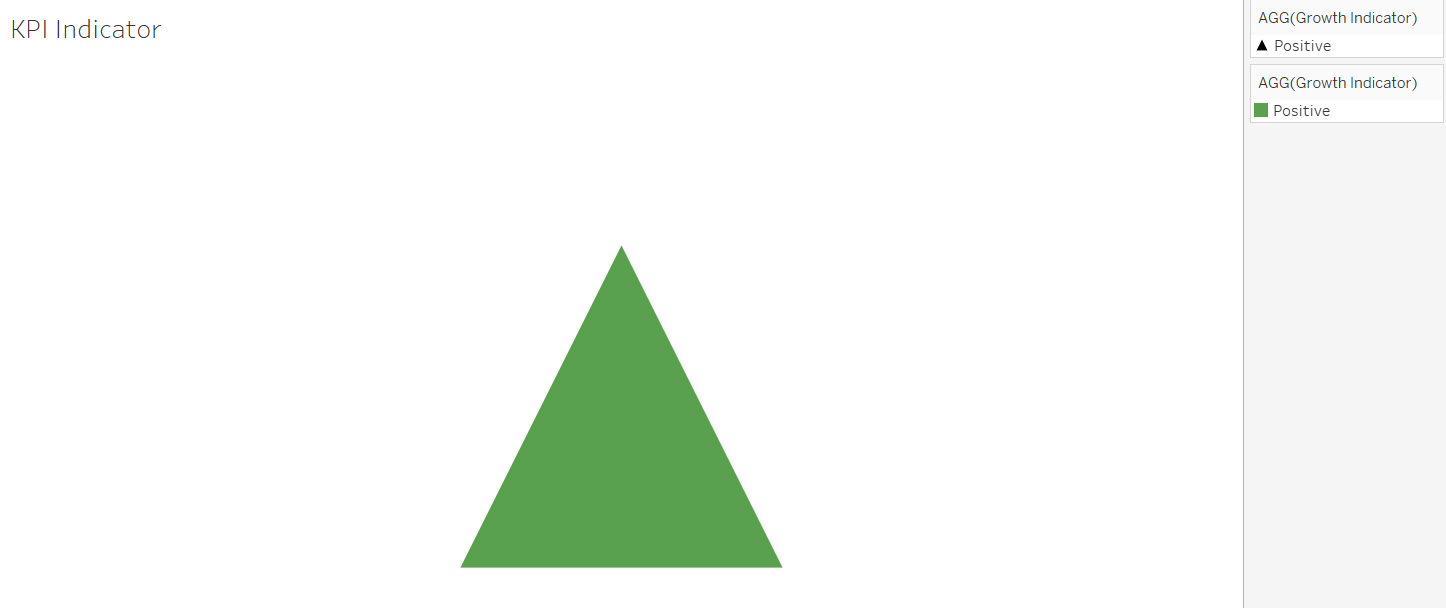 KPI Indicator
AGG(Growth Indicator)
Positive
AGG(Growth Indicator)
Positive